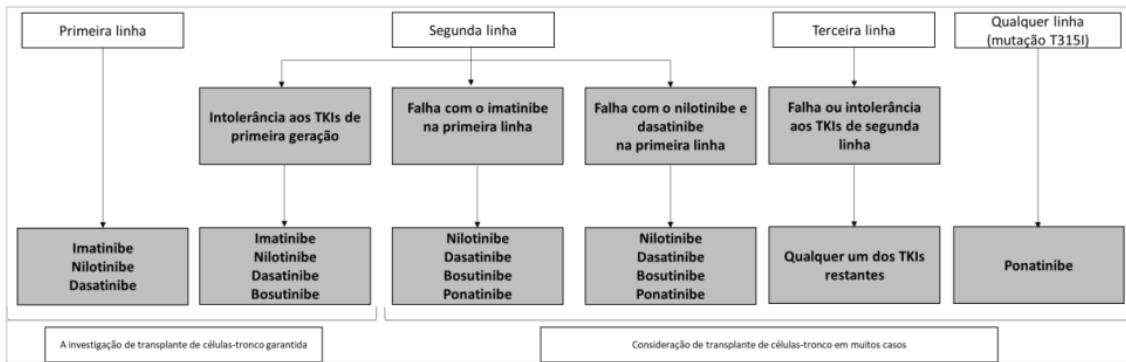 Primeira linha
Segunda linha
Terceira linha
Qualquer linha
(mutação T315I)
Intolerância aos TKIs de
primeira geração
Falha com o imatinibe
na primeira linha
Falha com o nilotinibe e
dasatinibe
na primeira linha
Falha ou intolerância
aos TKIs de segunda
linha
Imatinibe
Nilotinibe
Dasatinibe
Imatinibe
Nilotinibe
Dasatinibe
Bosutinibe
Nilotinibe
Dasatinibe
Bosutinibe
Ponatinibe
Nilotinibe
Dasatinibe
Bosutinibe
Ponatinibe
Qualquer um dos TKIs
restantes
Ponatinibe
A investigação de transplante de células-tronco garantida
Consideração de transplante de células-tronco em muitos casos